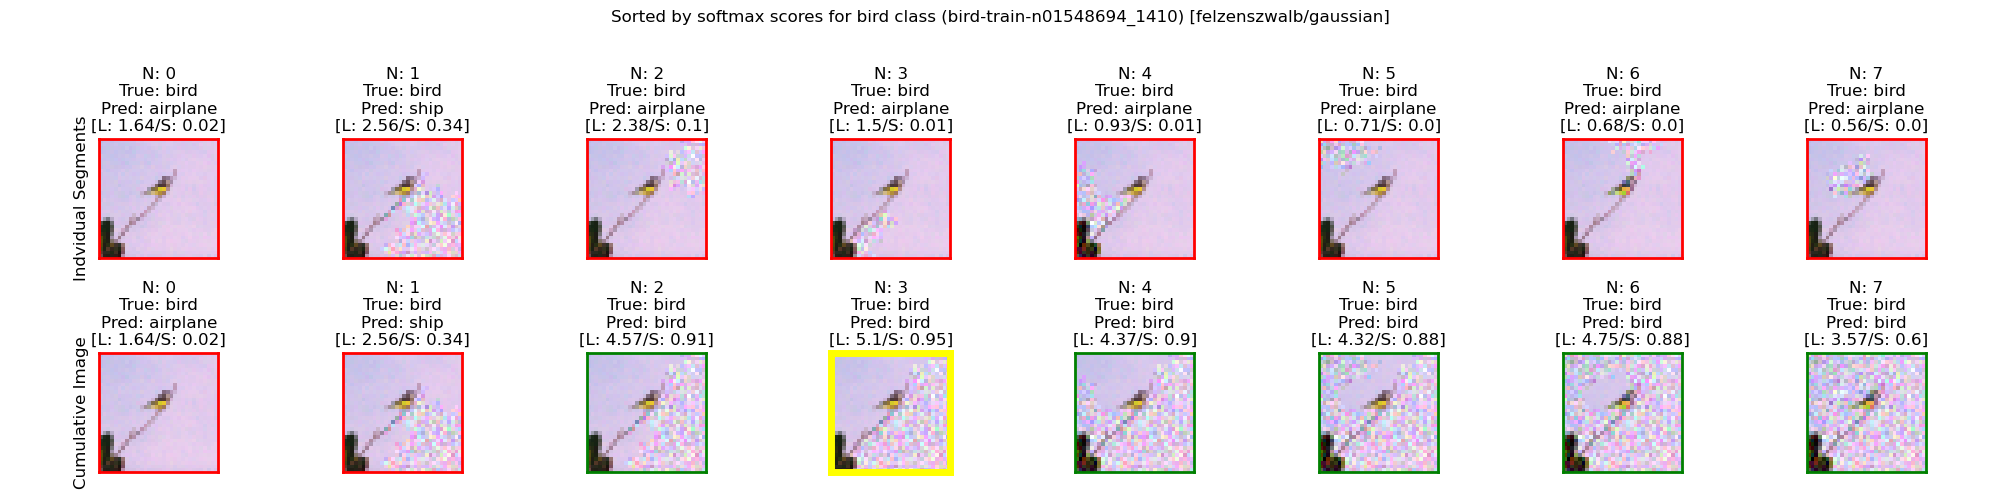 Sorted by softmax scores for bird class (bird-train-n01548694_1410) [felzenszwalb/gaussian]
Indvidual Segments
N: 0
True: bird
Pred: airplane
[L: 1.64/S: 0.02]
N: 1
True: bird
Pred: ship
[L: 2.56/S: 0.34]
N: 2
True: bird
Pred: airplane
[L: 2.38/S: 0.1]
N: 3
True: bird
Pred: airplane
[L: 1.5/S: 0.01]
N: 4
True: bird
Pred: airplane
[L: 0.93/S: 0.01]
N: 5
True: bird
Pred: airplane
[L: 0.71/S: 0.0]
N: 6
True: bird
Pred: airplane
[L: 0.68/S: 0.0]
N: 7
True: bird
Pred: airplane
[L: 0.56/S: 0.0]
Cumulative Image
N: 0
True: bird
Pred: airplane
[L: 1.64/S: 0.02]
N: 1
True: bird
Pred: ship
[L: 2.56/S: 0.34]
N: 2
True: bird
Pred: bird
[L: 4.57/S: 0.91]
N: 3
True: bird
Pred: bird
[L: 5.1/S: 0.95]
N: 4
True: bird
Pred: bird
[L: 4.37/S: 0.9]
N: 5
True: bird
Pred: bird
[L: 4.32/S: 0.88]
N: 6
True: bird
Pred: bird
[L: 4.75/S: 0.88]
N: 7
True: bird
Pred: bird
[L: 3.57/S: 0.6]